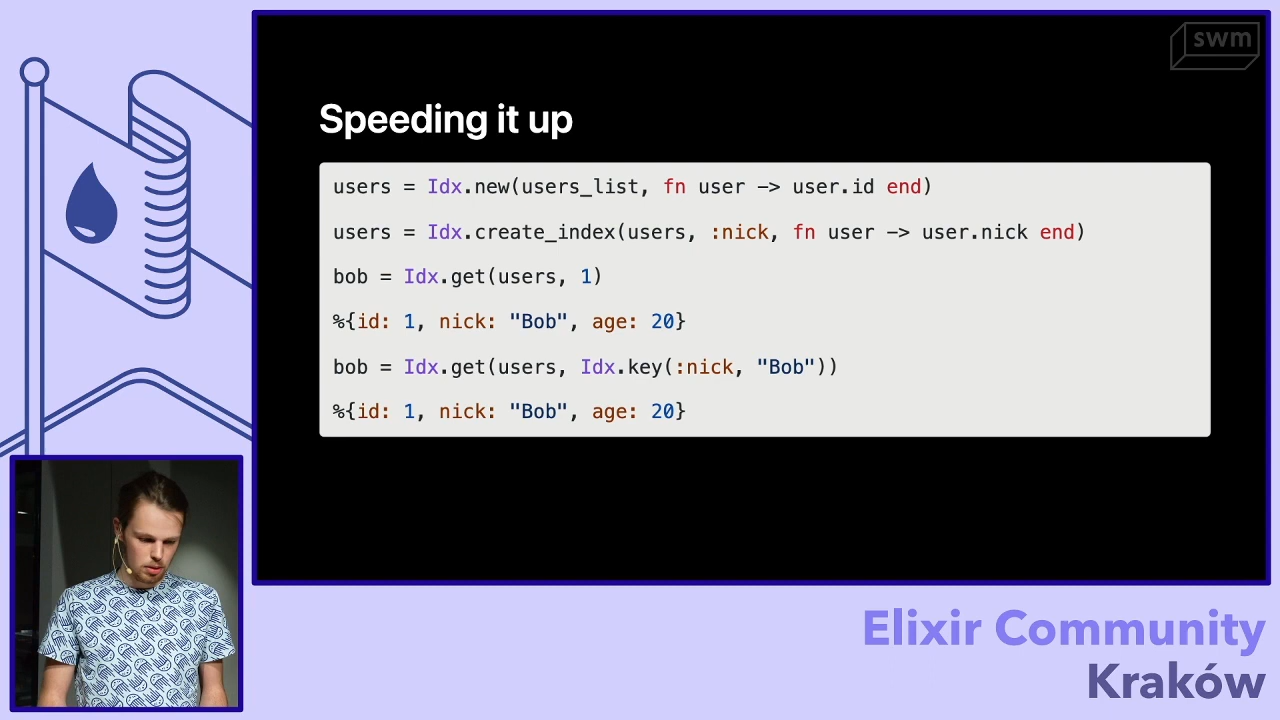 swm
Speeding it up
users = Idx.new(users_list, fn user -> user.id end)
users = Idx.create_index(users, :nick, fn user -> user.nick end)
bob = Idx.get(users, 1)
%{id: 1, nick: "Bob", age: 20}
bob = Idx.get(users, Idx.key(:nick, "Bob"))
%{id: 1, nick: "Bob", age: 20}
Elixir Community
Kraków